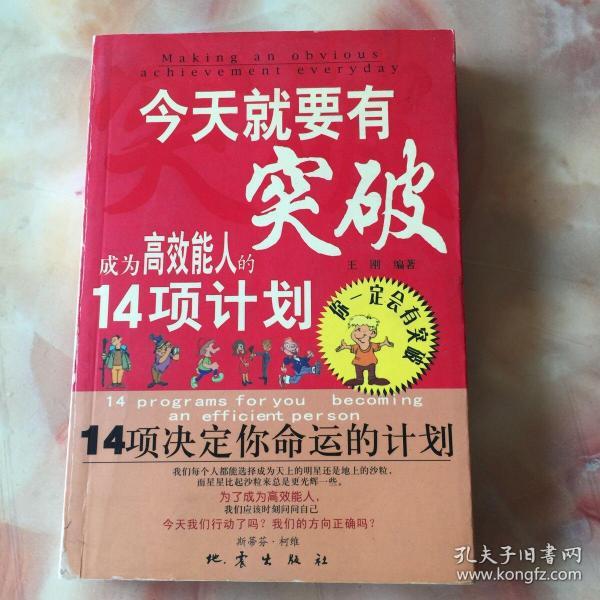 Making an obvious
achievement everyday
今天就要有
突破
王刚 编著
成为高效能人的
14项计划
你一定会有突破
14 programs for you becoming
an efficient person
14项决定你命运的计划
我们每个人都能选择成为天上的明星还是地上的沙粒，
而星星比起沙粒来总是更光辉一些。
为了成为高效能人，
我们应该时刻问问自己
今天我们行动了吗？我们的方向正确吗？
斯蒂芬·柯维
地震出版社
孔夫子旧书网
www.kongfz.com